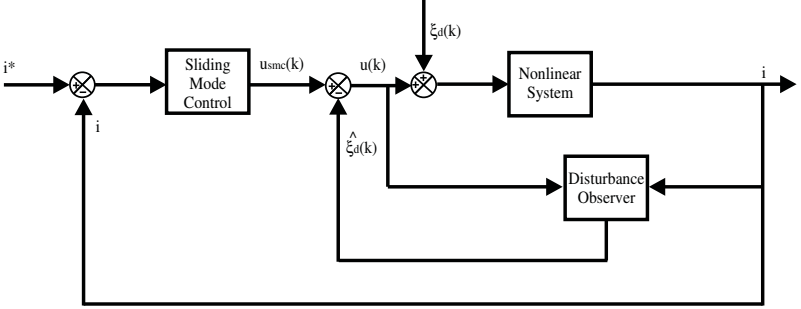 ξd(k)
i*
Sliding
Mode
Control
usmc(k)
u(k)
Nonlinear
System
i
i
ξ̂d(k)
Disturbance
Observer